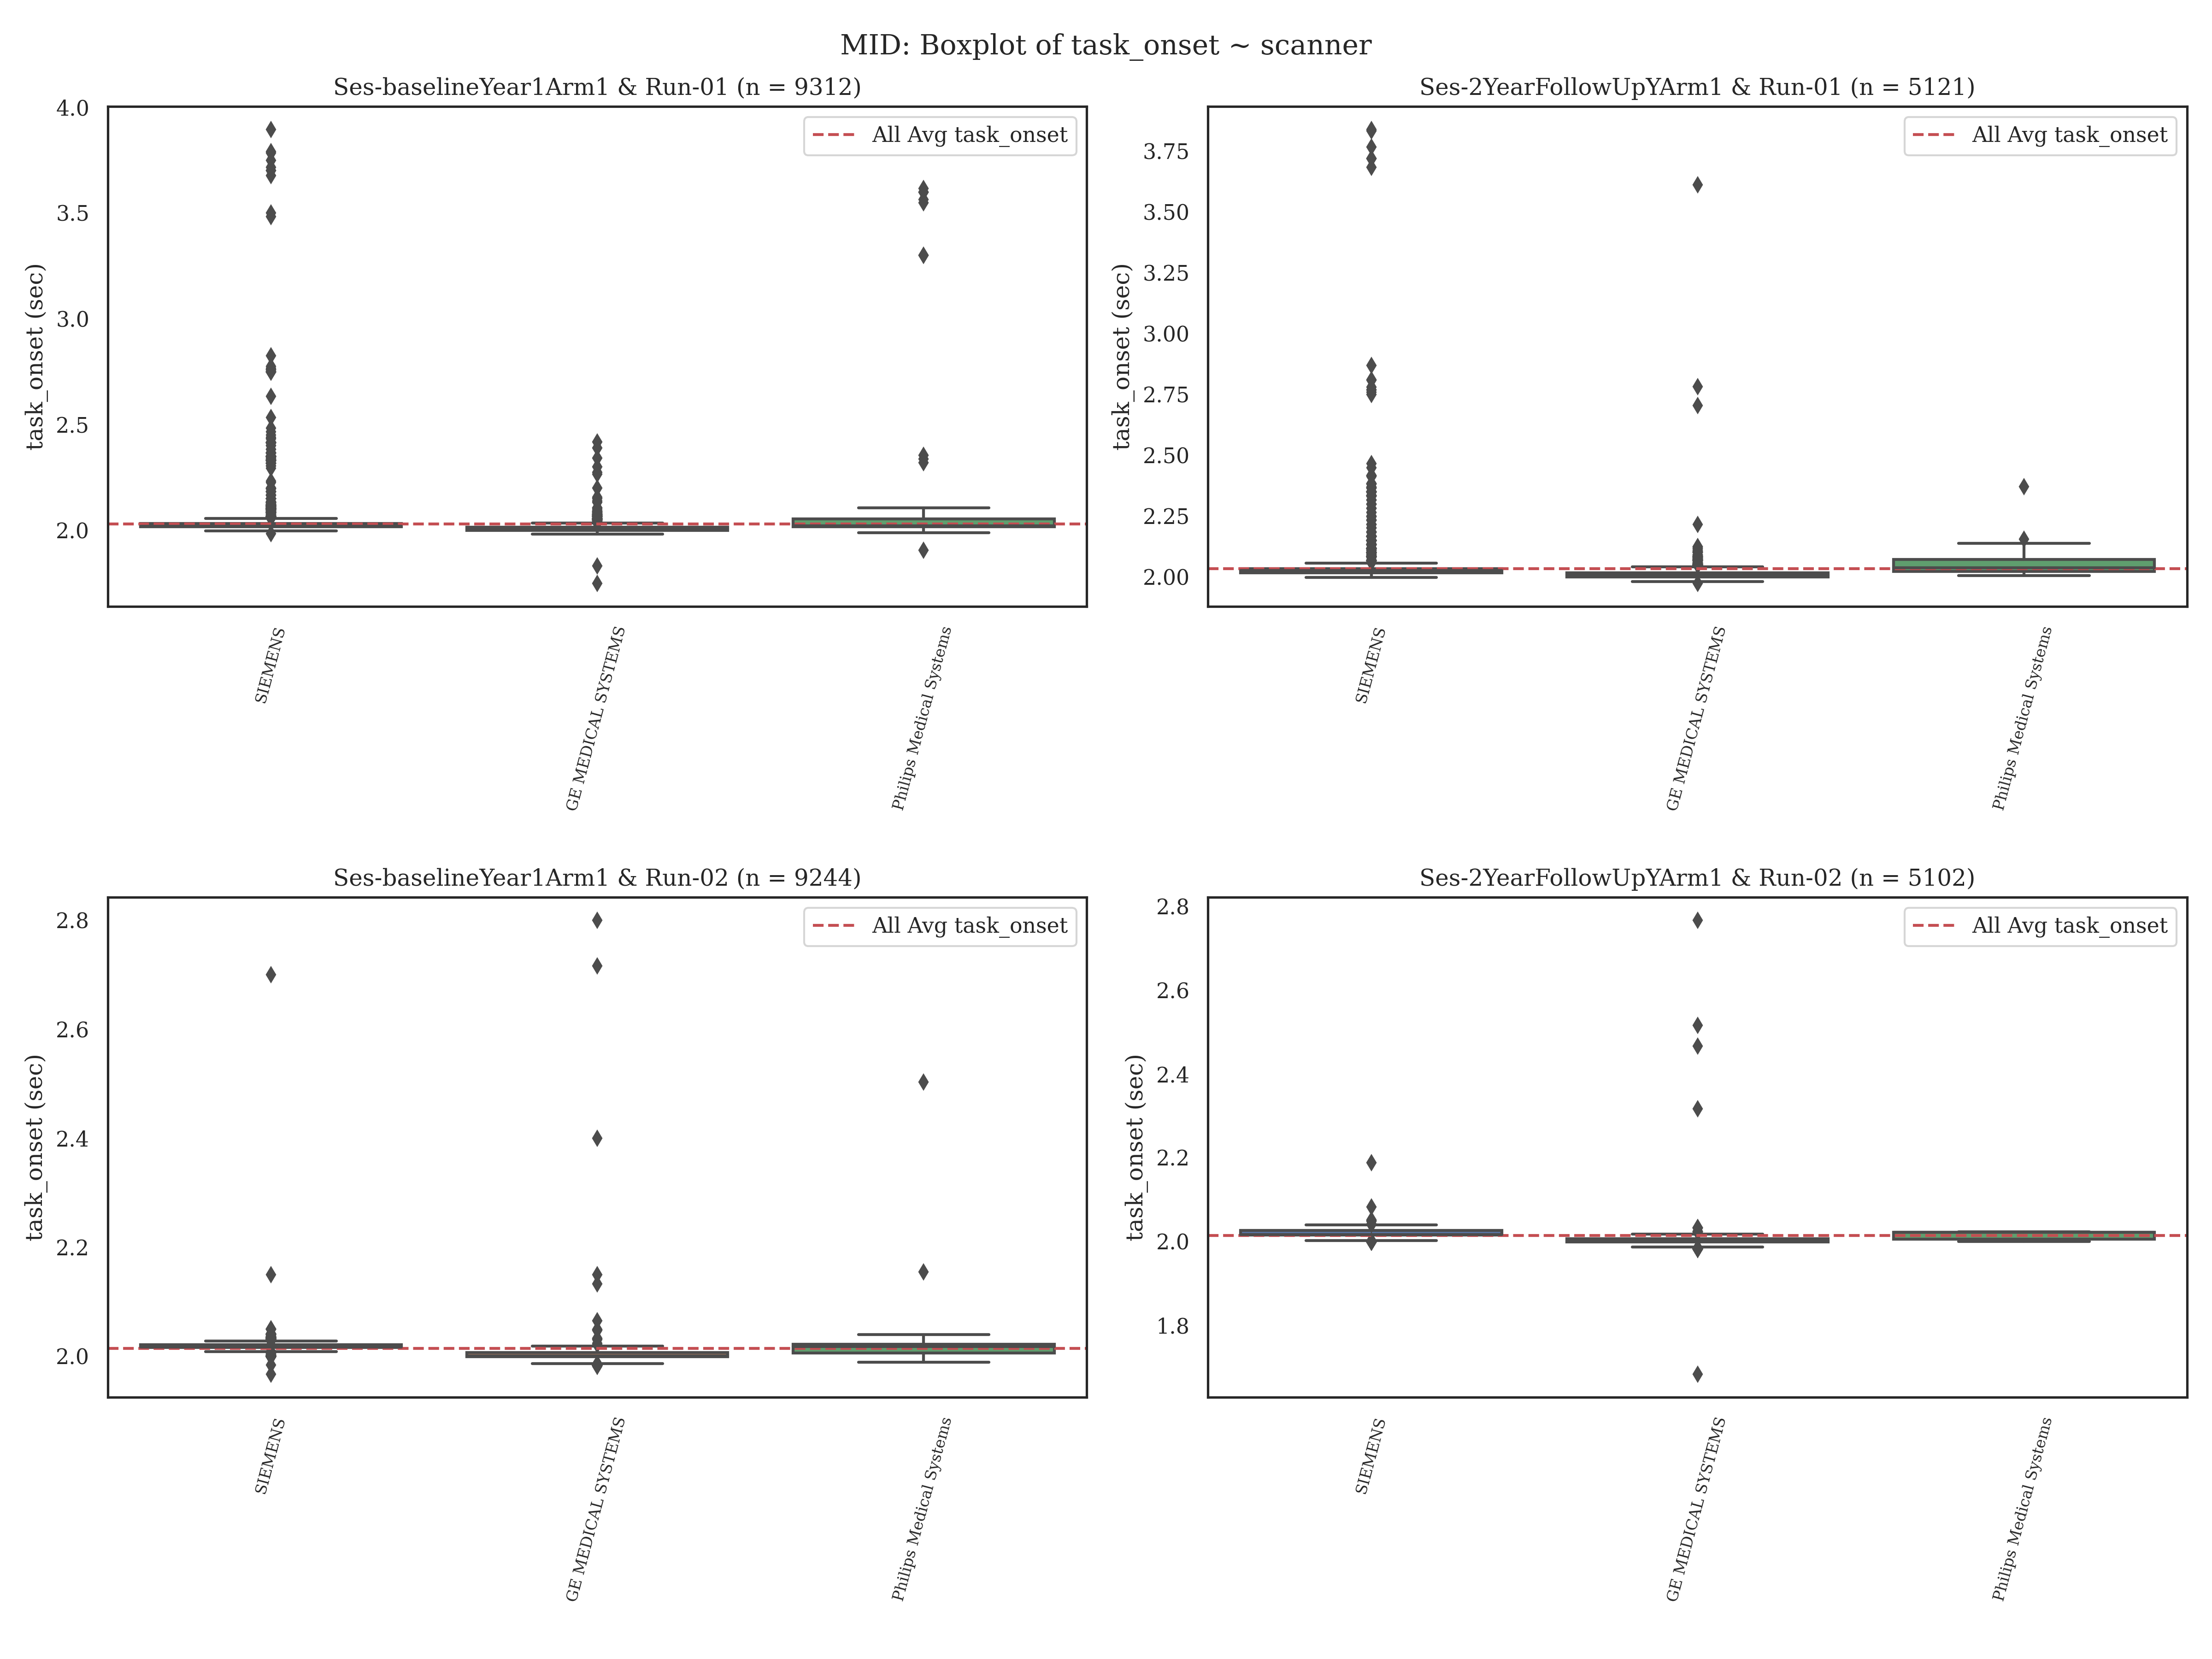 MID: Boxplot of task_onset ~ scanner
Ses-baselineYear1Arm1 & Run-01 (n = 9312)
All Avg task_onset
task_onset (sec)
4.0
3.5
3.0
2.5
2.0
SIEMENS
GE MEDICAL SYSTEMS
Philips Medical Systems
Ses-2YearFollowUpYArm1 & Run-01 (n = 5121)
All Avg task_onset
task_onset (sec)
3.75
3.50
3.25
3.00
2.75
2.50
2.25
2.00
SIEMENS
GE MEDICAL SYSTEMS
Philips Medical Systems
Ses-baselineYear1Arm1 & Run-02 (n = 9244)
All Avg task_onset
task_onset (sec)
2.8
2.6
2.4
2.2
2.0
SIEMENS
GE MEDICAL SYSTEMS
Philips Medical Systems
Ses-2YearFollowUpYArm1 & Run-02 (n = 5102)
All Avg task_onset
task_onset (sec)
2.8
2.6
2.4
2.2
2.0
1.8
SIEMENS
GE MEDICAL SYSTEMS
Philips Medical Systems